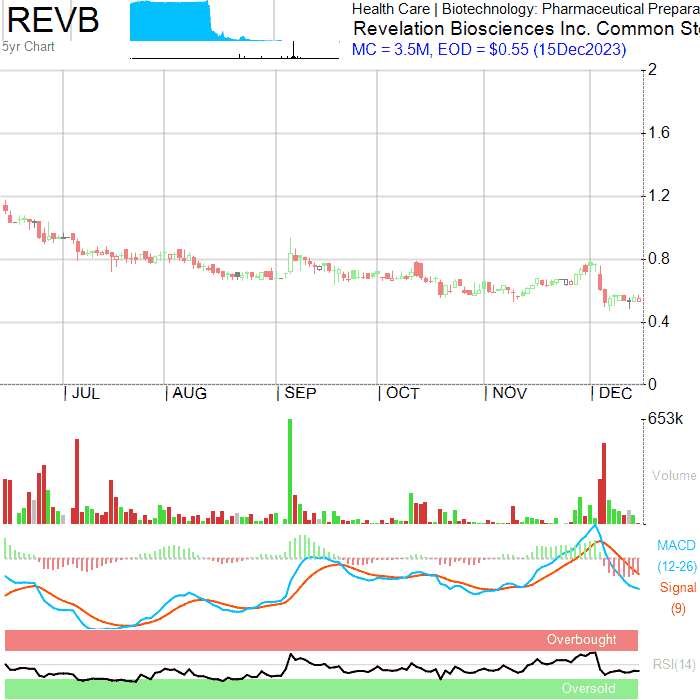 REVB
5yr Chart
Health Care | Biotechnology: Pharmaceutical Prepara
Revelation Biosciences Inc. Common Sto
MC = 3.5M, EOD = $0.55 (15Dec2023)
2
1.6
1.2
0.8
0.4
0
| JUL | AUG | SEP | OCT | NOV | DEC
653k
Volume
MACD
(12-26)
Signal
(9)
Overbought
RSI(14)
Oversold